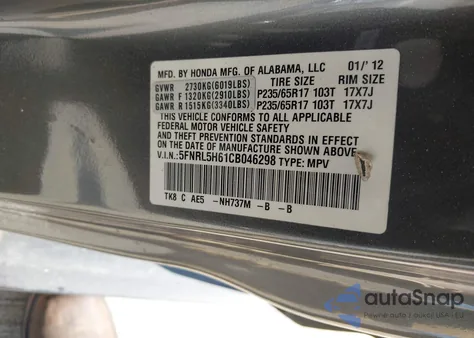 MFD. BY HONDA MFG. OF ALABAMA, LLC 01/'12
TIRE SIZE RIM SIZE
GVWR 2730KG(6019LBS)
GAWR F 1320KG(2910LBS) P235/65R17 103T 17X7J
GAWR R 1515KG(3340LBS) P235/65R17 103T 17X7J
THIS VEHICLE CONFORMS TO ALL APPLICABLE
FEDERAL MOTOR VEHICLE SAFETY AND THEFT
PREVENTION STANDARDS IN EFFECT ON THE DATE OF
MANUFACTURE SHOWN ABOVE.
V.I.N.: 5FNRL5H61CB046298 TYPE: MPV
TK8 C AE5 -NH737M -B -B
autoSnap